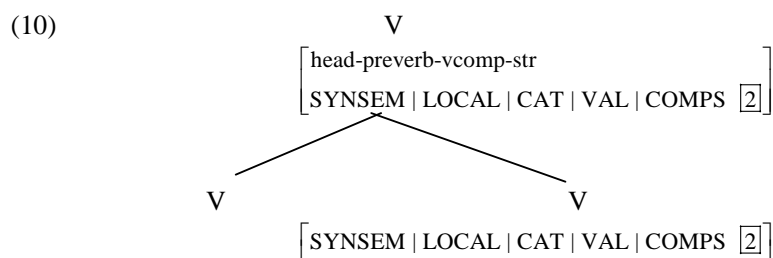 (10) V
head-preverb-vcomp-str
SYNSEM | LOCAL | CAT | VAL | COMPS 2
V V
SYNSEM | LOCAL | CAT | VAL | COMPS 2